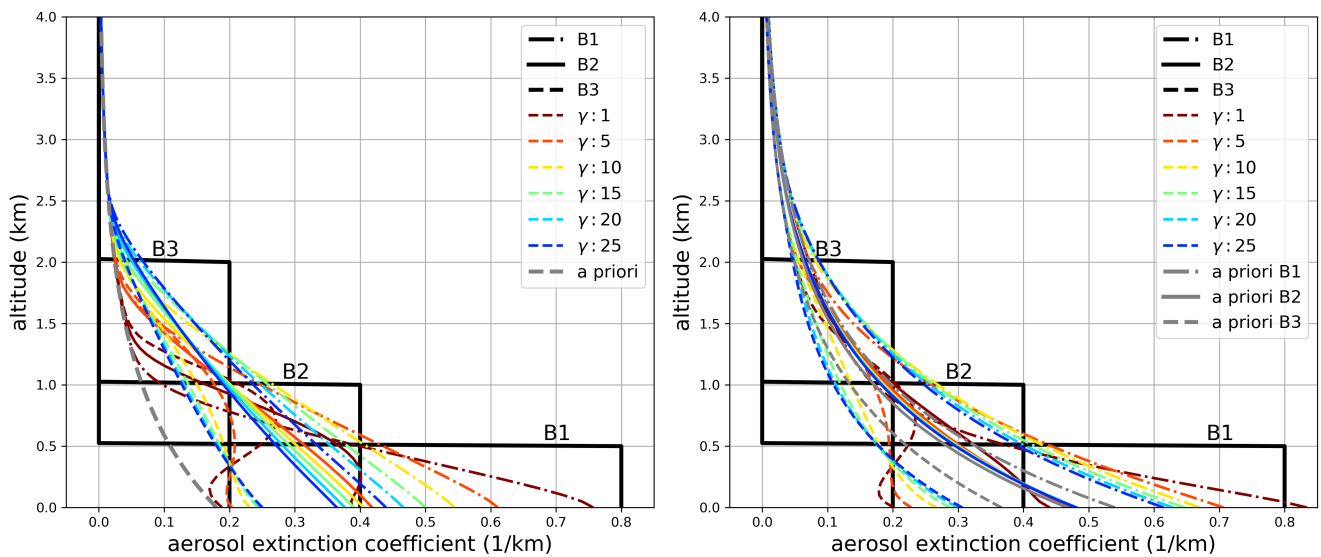 4.0
3.5
3.0
2.5
2.0
1.5
1.0
0.5
0.0
altitude (km)
0.0 0.1 0.2 0.3 0.4 0.5 0.6 0.7 0.8
aerosol extinction coefficient (1/km)
B3
B2
B1
B1
B2
B3
γ: 1
γ: 5
γ: 10
γ: 15
γ: 20
γ: 25
a priori
4.0
3.5
3.0
2.5
2.0
1.5
1.0
0.5
0.0
altitude (km)
0.0 0.1 0.2 0.3 0.4 0.5 0.6 0.7 0.8
aerosol extinction coefficient (1/km)
B3
B2
B1
B1
B2
B3
γ: 1
γ: 5
γ: 10
γ: 15
γ: 20
γ: 25
a priori B1
a priori B2
a priori B3